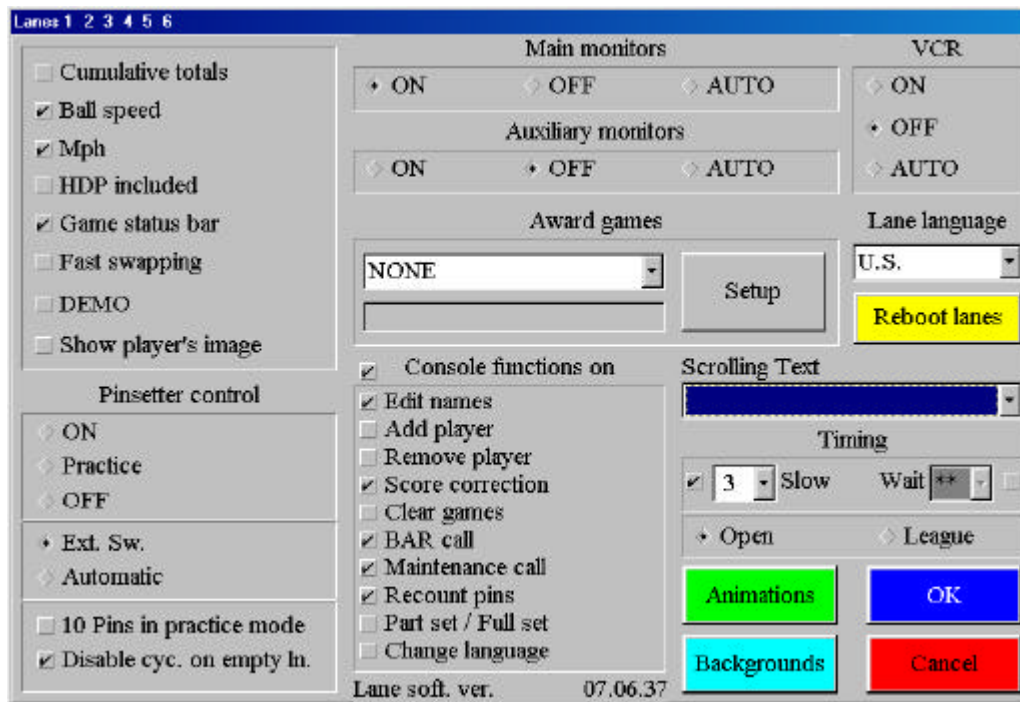 Lanes 1 2 3 4 5 6
Cumulative totals
Ball speed
Mph
HDP included
Game status bar
Fast swapping
DEMO
Show player's image
Pinsetter control
ON
Practice
OFF
Ext. Sw.
Automatic
10 Pins in practice mode
Disable cyc. on empty ln.
Main monitors
ON OFF AUTO
Auxiliary monitors
ON OFF AUTO
VCR
ON
OFF
AUTO
Award games
NONE
Setup
Lane language
U.S.
Reboot lanes
Console functions on
Edit names
Add player
Remove player
Score correction
Clear games
BAR call
Maintenance call
Recount pins
Part set / Full set
Change language
Lane soft. ver. 07.06.37
Scrolling Text
Timing
3 Slow Wait **
Open League
Animations OK
Backgrounds Cancel